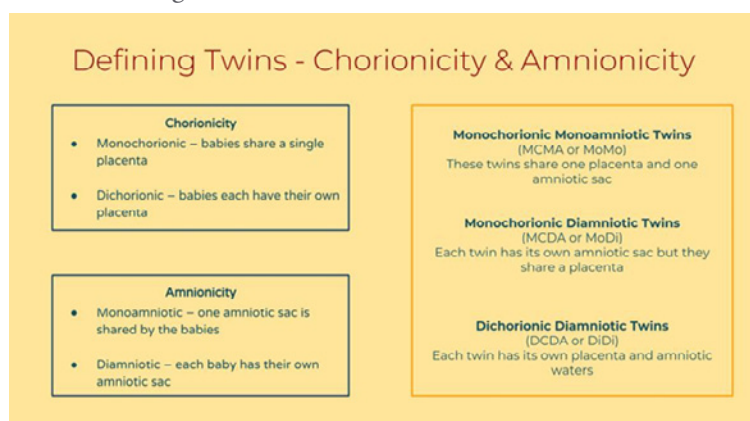 Defining Twins - Chorionicity & Amnionicity
Chorionicity
• Monochorionic – babies share a single
placenta
• Dichorionic – babies each have their own
placenta
Amnionicity
• Monoamniotic – one amniotic sac is
shared by the babies
• Diamniotic – each baby has their own
amniotic sac
Monochorionic Monoamniotic Twins
(MCMA or MoMo)
These twins share one placenta and one
amniotic sac
Monochorionic Diamniotic Twins
(MCDA or MoDi)
Each twin has its own amniotic sac but they
share a placenta
Dichorionic Diamniotic Twins
(DCDA or DiDi)
Each twin has its own placenta and amniotic
waters